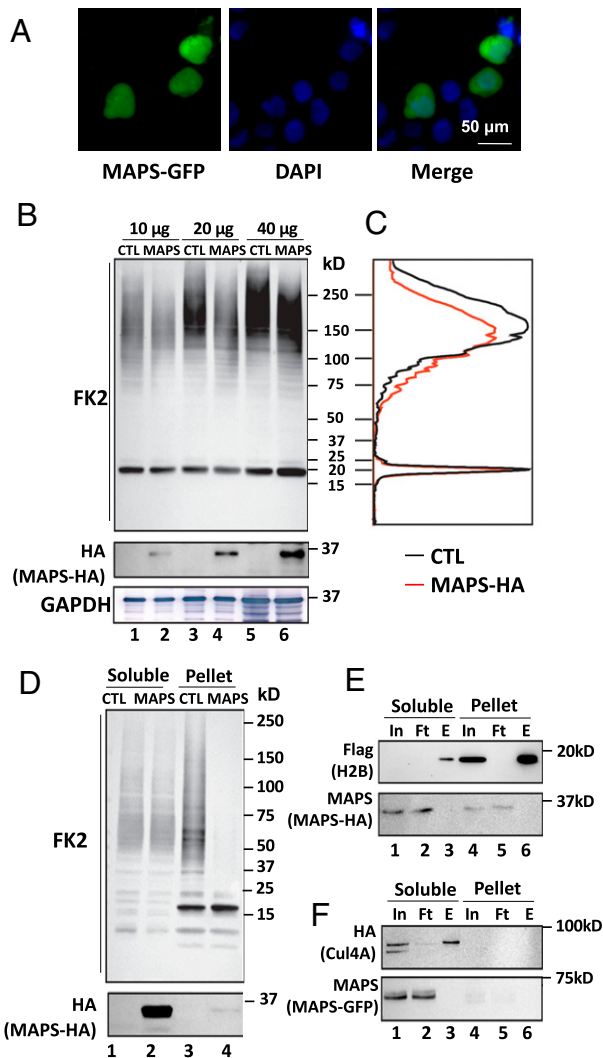 A
50 µm
MAPS-GFP DAPI Merge
B
10 µg 20 µg 40 µg
CTL MAPS CTL MAPS CTL MAPS
kD
250
150
100
75
50
37
25
20
15
FK2
HA
(MAPS-HA)
37
GAPDH
37
1 2 3 4 5 6
C
CTL
MAPS-HA
D
Soluble Pellet
CTL MAPS CTL MAPS
kD
250
150
100
75
50
37
25
15
FK2
HA
(MAPS-HA)
37
1 2 3 4
E
Soluble Pellet
In Ft E In Ft E
Flag
(H2B)
20kD
MAPS
(MAPS-HA)
37kD
1 2 3 4 5 6
F
Soluble Pellet
In Ft E In Ft E
HA
(Cul4A)
100kD
MAPS
(MAPS-GFP)
75kD
1 2 3 4 5 6